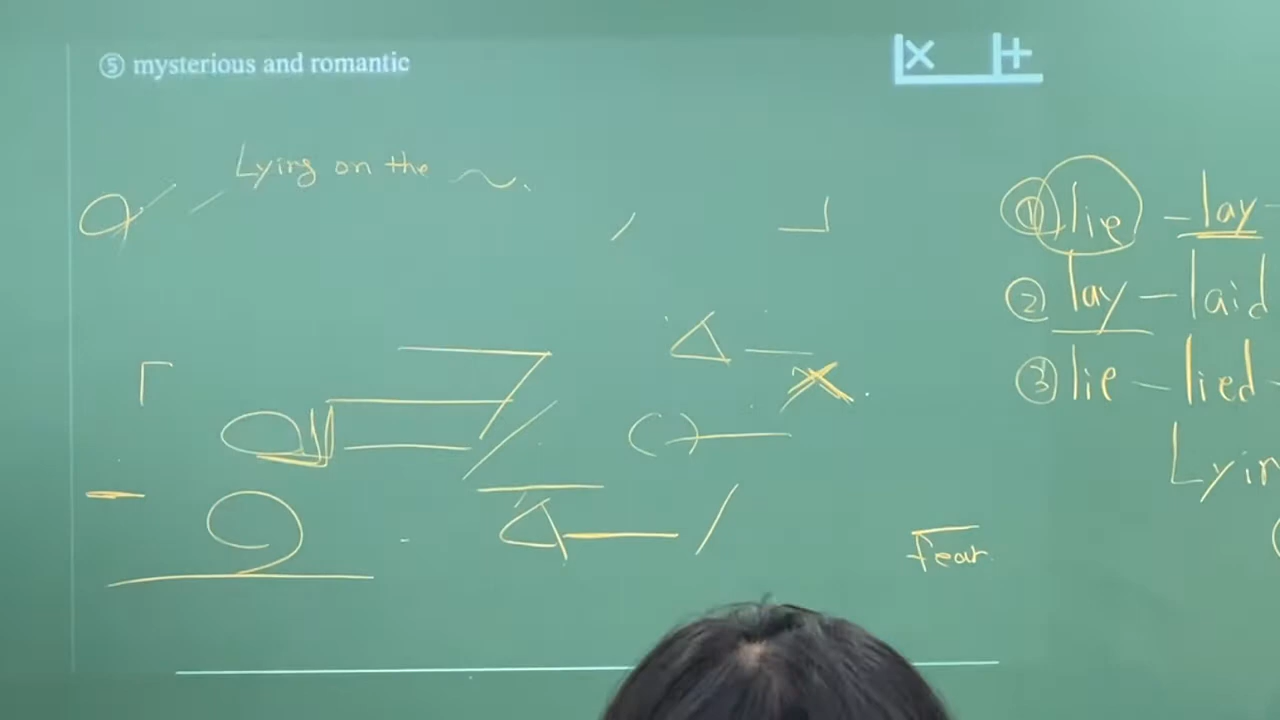 ⑤ mysterious and romantic
Lying on the ~.
① lie - lay -
② lay - laid
③ lie - lied -
Lyin
fear